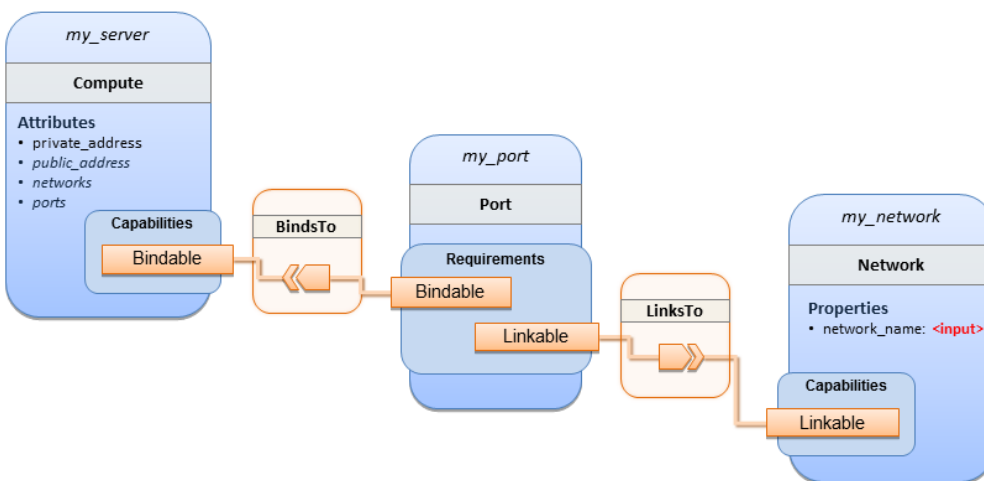 my_server
Compute
Attributes
• private_address
• public_address
• networks
• ports
Capabilities
Bindable
BindsTo
my_port
Port
Requirements
Bindable
Linkable
LinksTo
my_network
Network
Properties
• network_name: <input>
Capabilities
Linkable